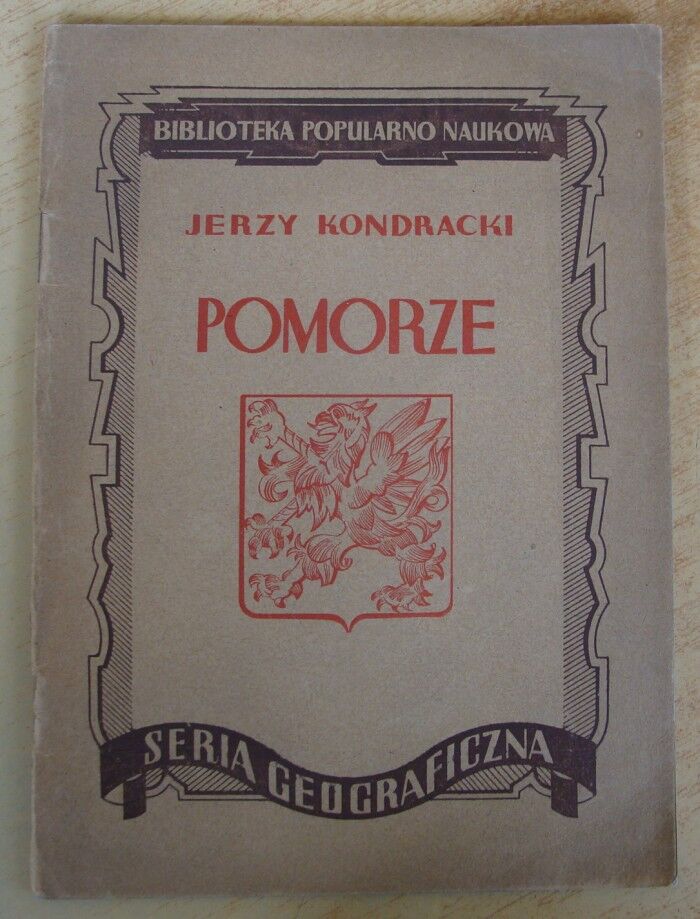 BIBLIOTEKA POPULARNO NAUKOWA
JERZY KONDRACKI
POMORZE
SERIA GEOGRAFICZNA